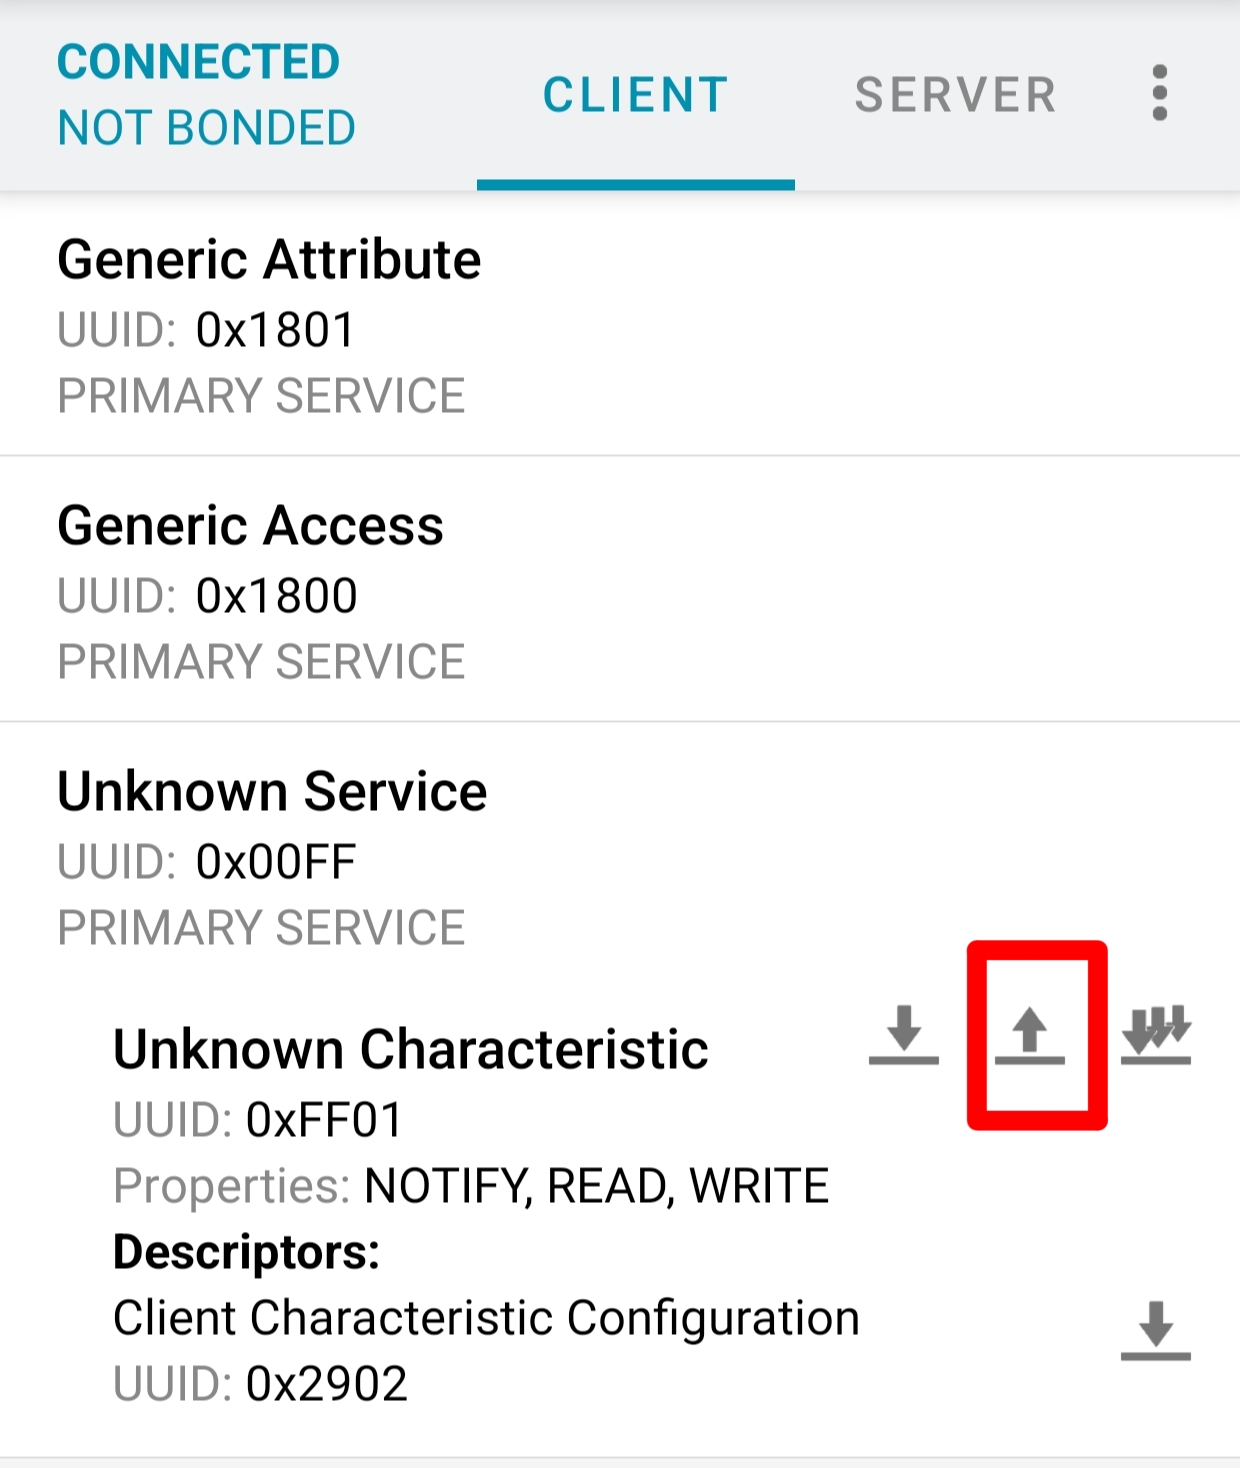 CONNECTED
NOT BONDED
CLIENT
SERVER
Generic Attribute
UUID: 0x1801
PRIMARY SERVICE
Generic Access
UUID: 0x1800
PRIMARY SERVICE
Unknown Service
UUID: 0x00FF
PRIMARY SERVICE
Unknown Characteristic
UUID: 0xFF01
Properties: NOTIFY, READ, WRITE
Descriptors:
Client Characteristic Configuration
UUID: 0x2902